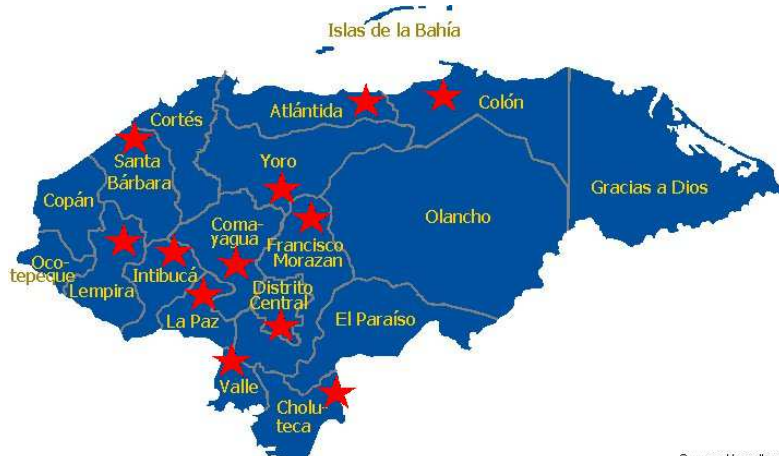 Islas de la Bahía
Atlántida
Colón
Cortés
Santa
Bárbara
Yoro
Copán
Gracias a Dios
Olancho
Coma-
yagua
Francisco
Morazan
Oco-
tepeque
Lempira
Intibucá
Distrito
Central
La Paz
El Paraíso
Valle
Cholu-
teca